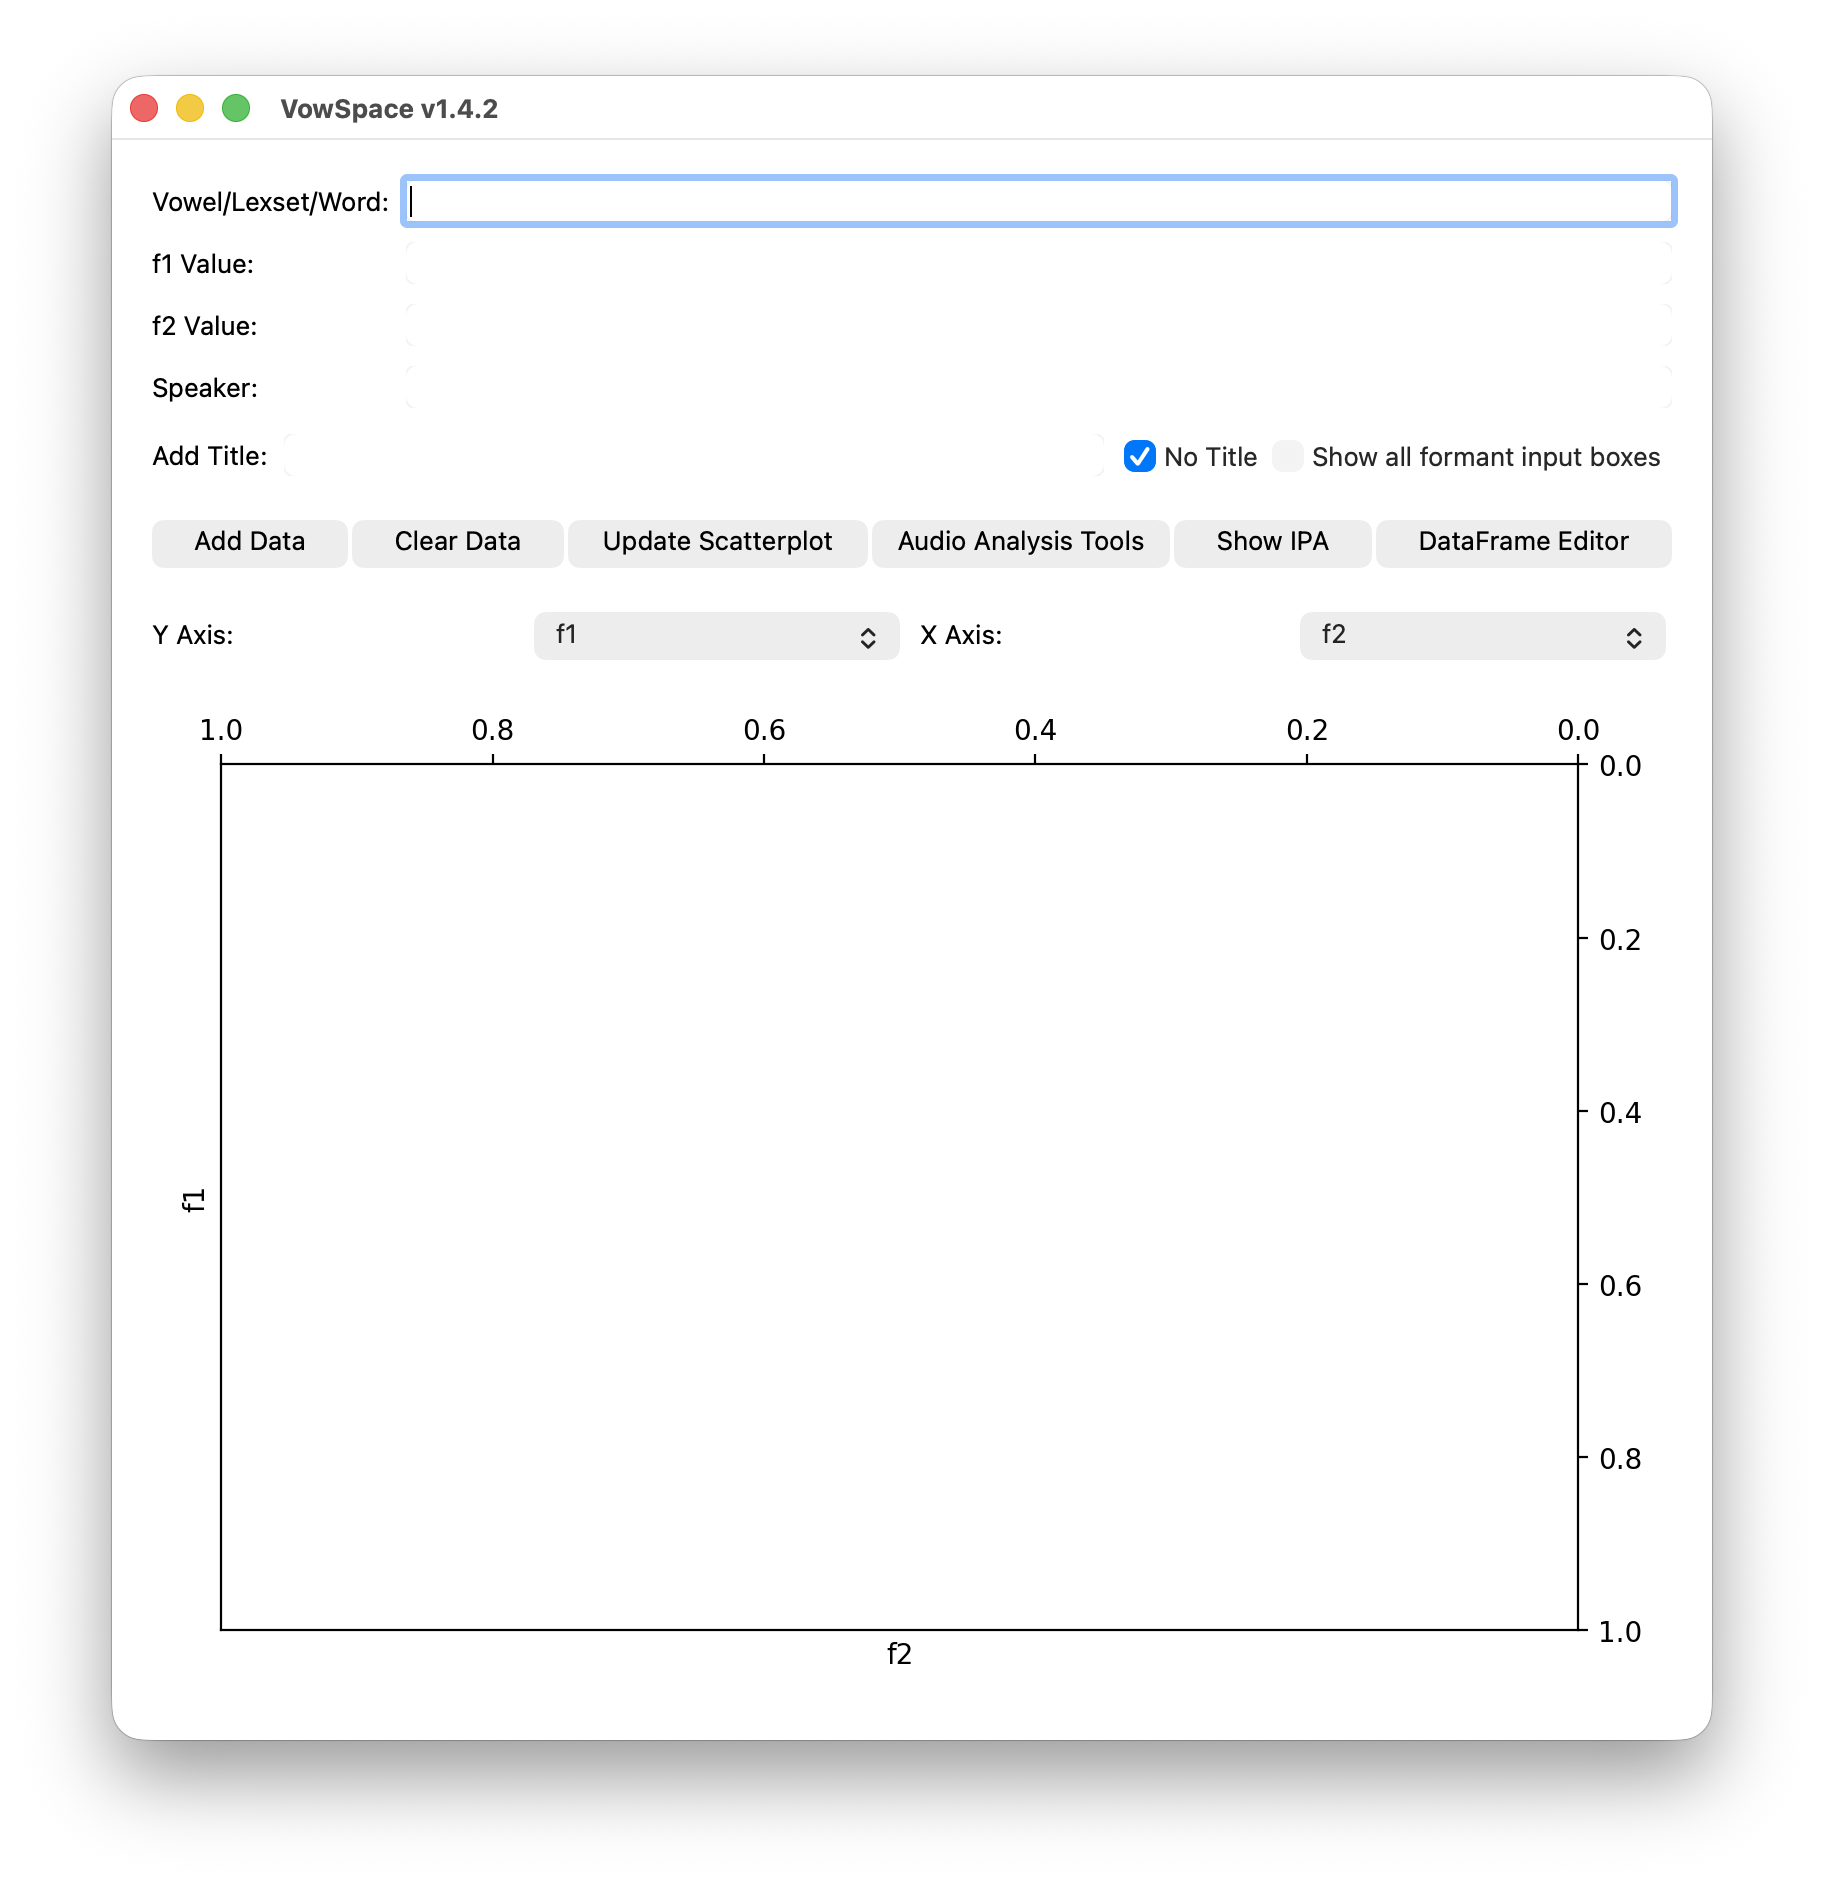 VowSpace v1.4.2
Vowel/Lexset/Word:
f1 Value:
f2 Value:
Speaker:
Add Title: No Title Show all formant input boxes
Add Data Clear Data Update Scatterplot Audio Analysis Tools Show IPA DataFrame Editor
Y Axis: f1 X Axis: f2
1.0 0.8 0.6 0.4 0.2 0.0
0.0
0.2
0.4
f1
0.6
0.8
1.0
f2